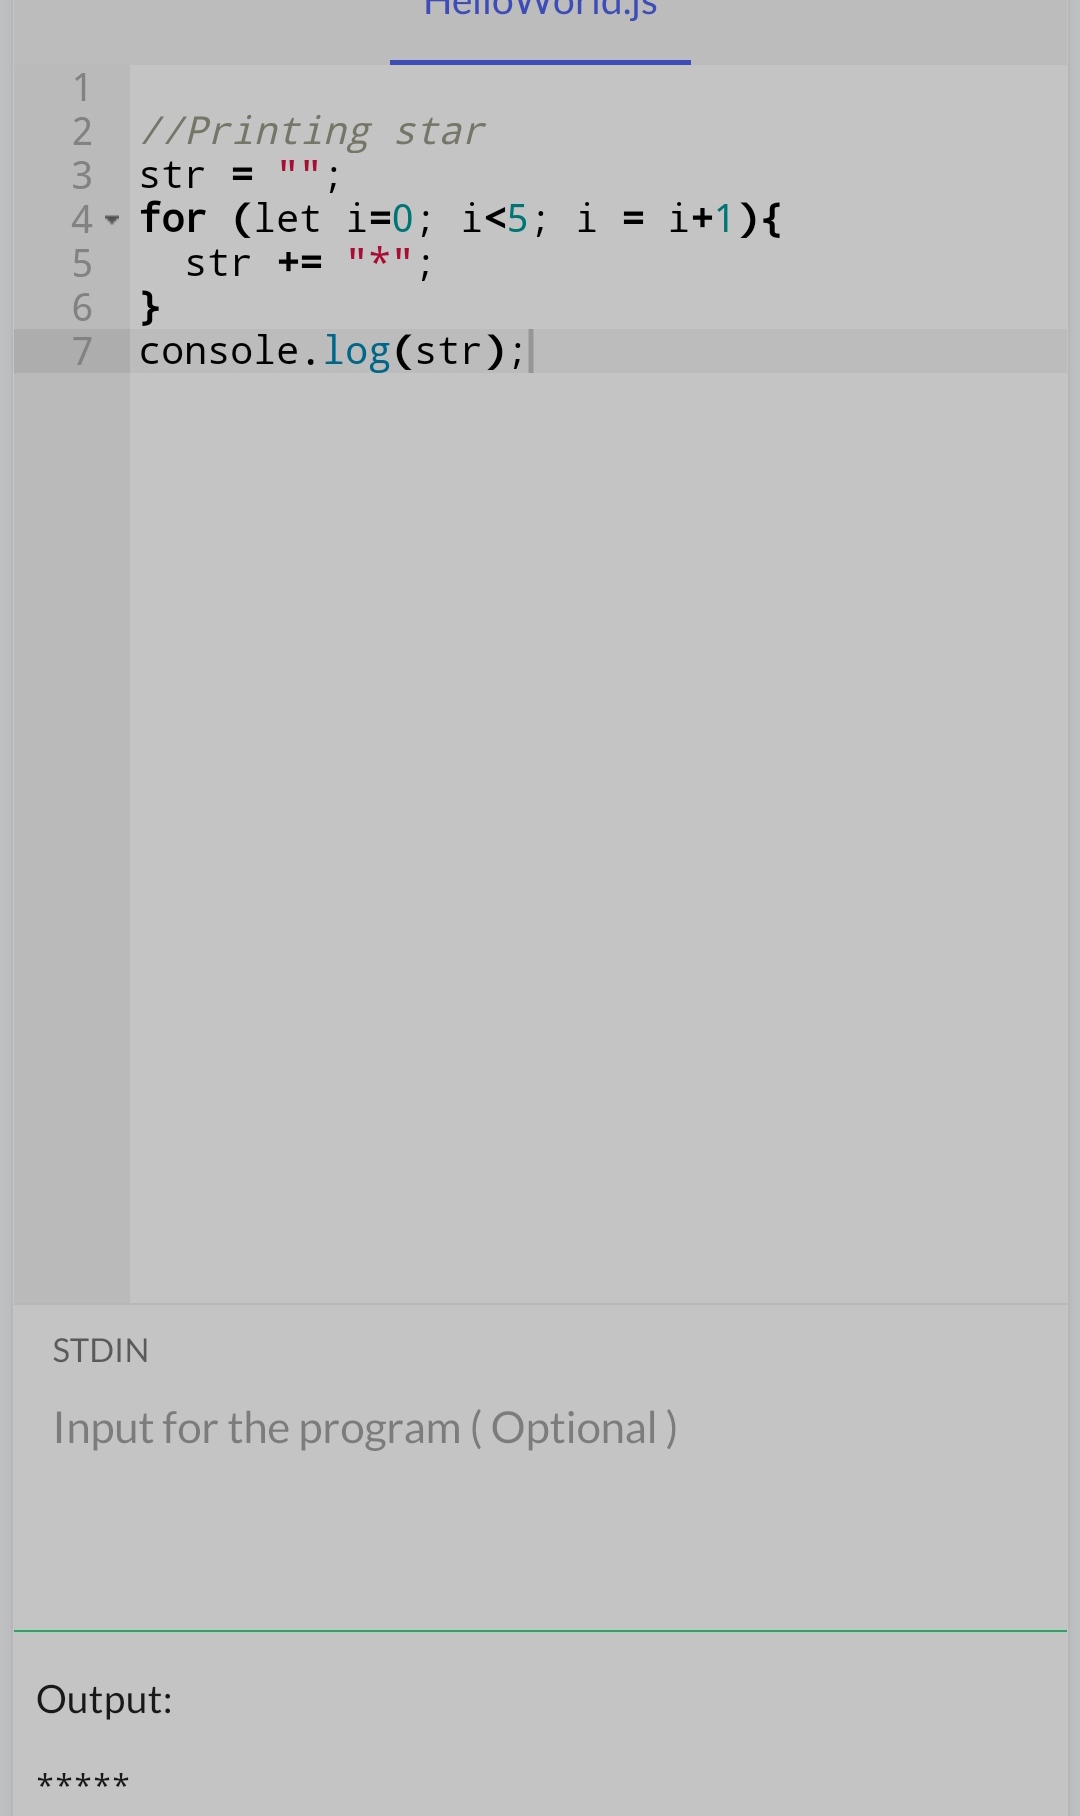 HelloWorld.js
1
2 //Printing star
3 str = "";
4 for (let i=0; i<5; i = i+1){
5   str += "*";
6 }
7 console.log(str);
STDIN
Input for the program ( Optional )
Output:
*****